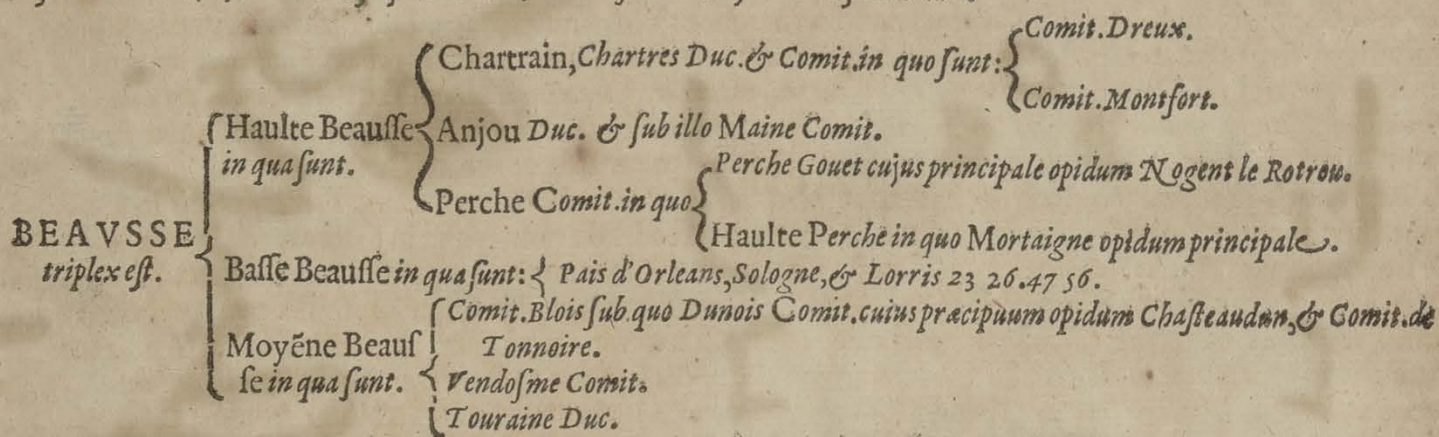 Comit.Dreux.
Chartrain, Chartres Duc. & Comit.in quo ſunt:
Comit.Montfort.
Haulte Beauſſe
in qua ſunt.
Anjou Duc. & ſub illo Maine Comit.
Perche Gouet cujus principale opidum Nogent le Rotrou.
Perche Comit.in quo
Haulte Perche in quo Mortaigne opidum principale.
BEAVSSE
triplex eſt.
Baſſe Beauſſe in qua ſunt: Pais d'Orleans, Sologne, & Lorris 23 26.47 56.
Comit.Blois ſub quo Dunois Comit.cuius præcipuum opidum Chaſteaudun, & Comit.de
Tonnoire.
Moyẽne Beauſ
ſe in qua ſunt.
Vendoſme Comit.
Touraine Duc.